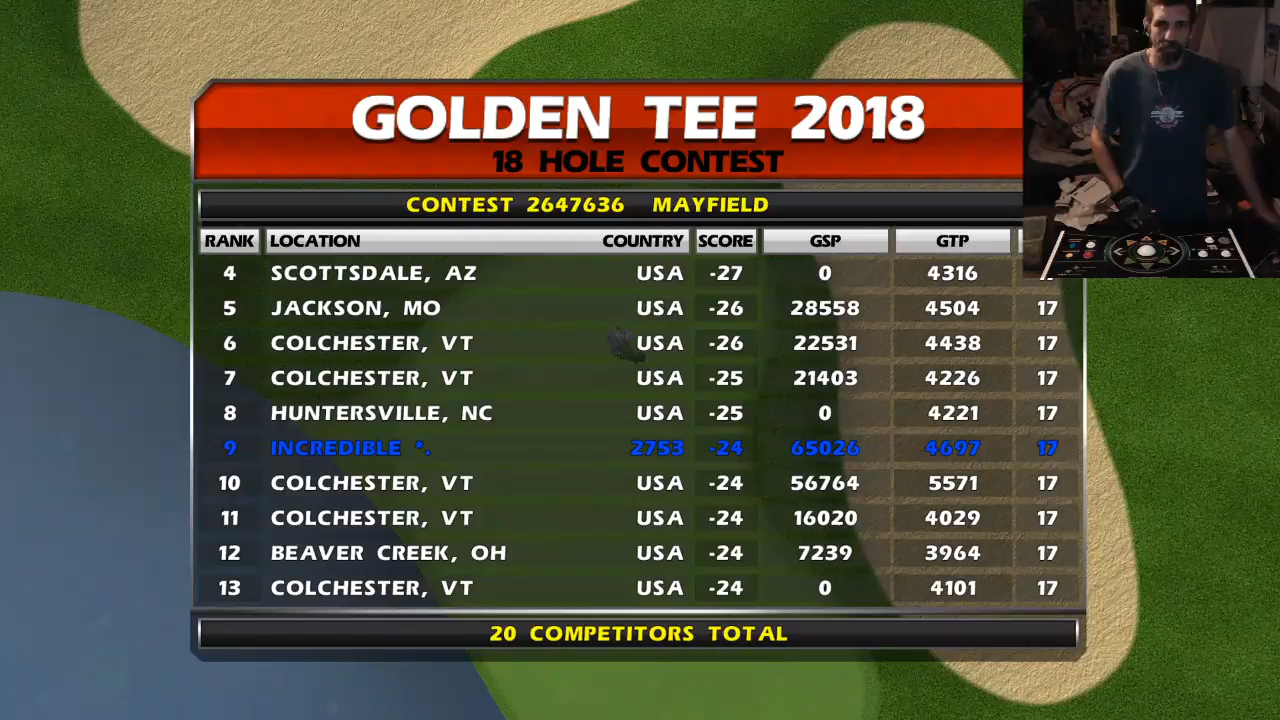 GOLDEN TEE 2018
18 HOLE CONTEST
CONTEST 2647636 MAYFIELD
RANK LOCATION COUNTRY SCORE GSP GTP
4 SCOTTSDALE, AZ USA -27 0 4316
5 JACKSON, MO USA -26 28558 4504 17
6 COLCHESTER, VT USA -26 22531 4438 17
7 COLCHESTER, VT USA -25 21403 4226 17
8 HUNTERSVILLE, NC USA -25 0 4221 17
9 INCREDIBLE *. 2753 -24 65026 4697 17
10 COLCHESTER, VT USA -24 56764 5571 17
11 COLCHESTER, VT USA -24 16020 4029 17
12 BEAVER CREEK, OH USA -24 7239 3964 17
13 COLCHESTER, VT USA -24 0 4101 17
20 COMPETITORS TOTAL